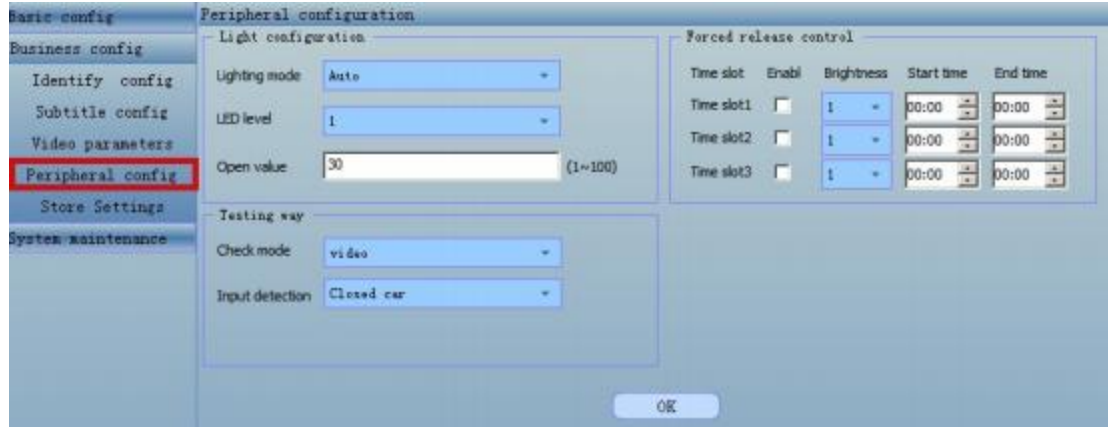 Basic config
Business config
Identify config
Subtitle config
Video parameters
Peripheral config
Store Settings
System maintenance
Peripheral configuration
Light configuration
Lighting mode Auto
LED level 1
Open value 30 (1~100)
Testing way
Check mode video
Input detection Closed car
Forced release control
Time slot Enabl Brightness Start time End time
Time slot1 1 00:00 00:00
Time slot2 1 00:00 00:00
Time slot3 1 00:00 00:00
OK